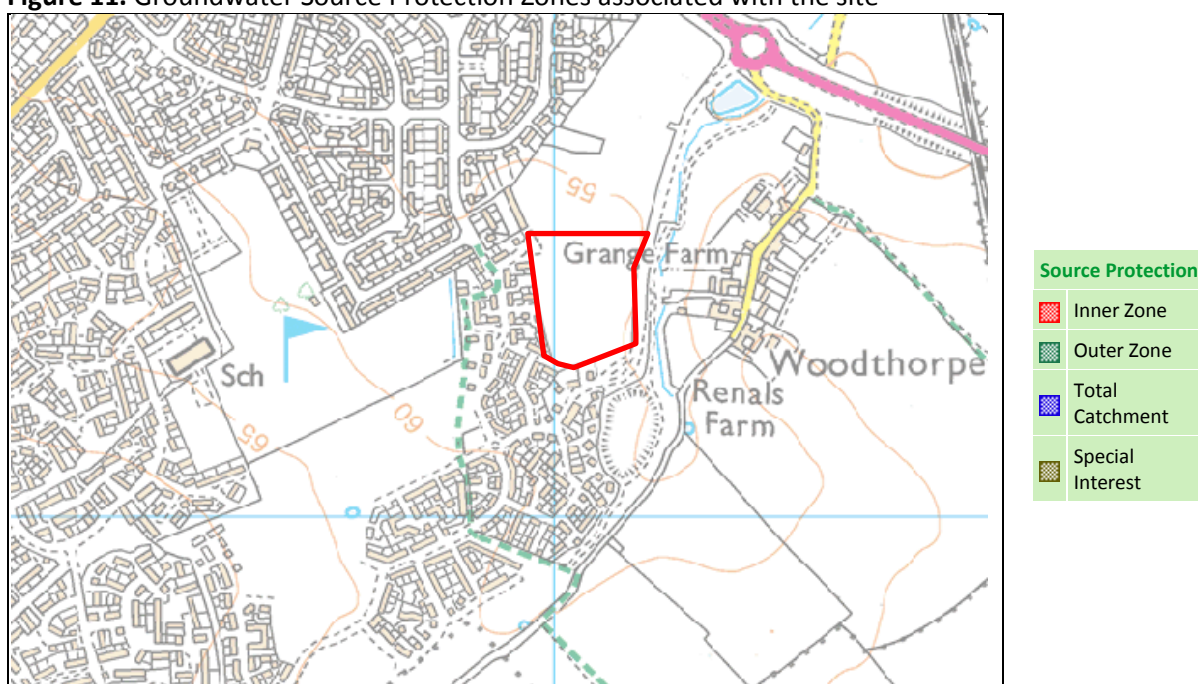 Figure 11: Groundwater Source Protection Zones associated with the site
55
Grange Farm
Sch
Woodthorpe
Renals
Farm
60
65
Source Protection
Inner Zone
Outer Zone
Total
Catchment
Special
Interest